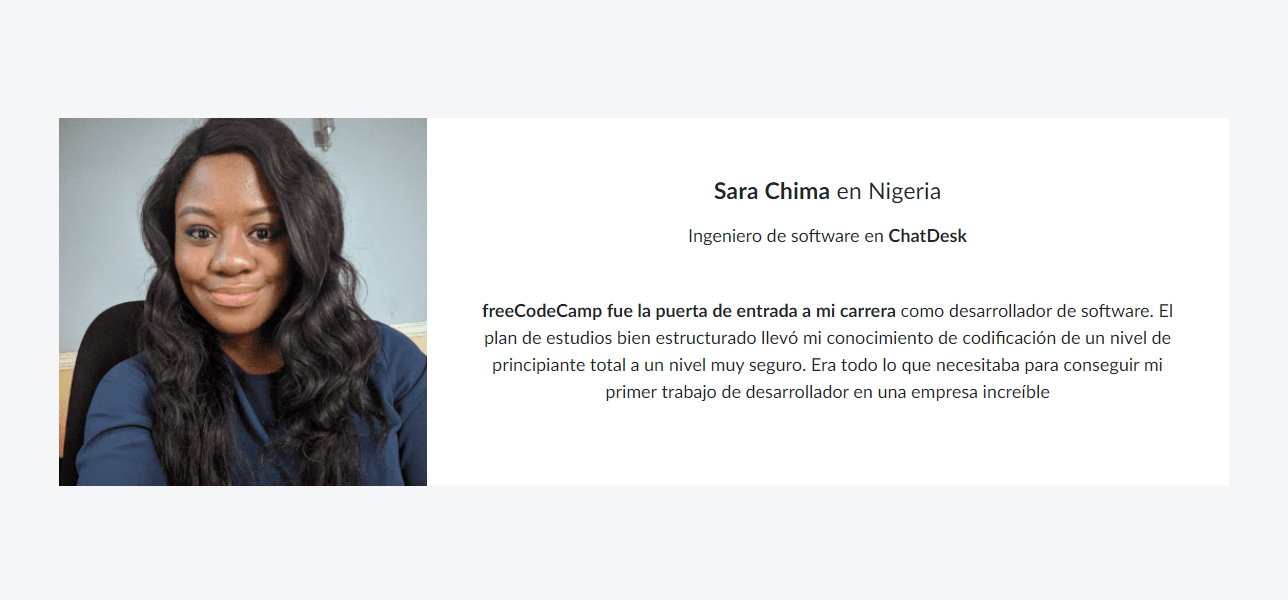 Sara Chima en Nigeria
Ingeniero de software en ChatDesk
freeCodeCamp fue la puerta de entrada a mi carrera como desarrollador de software. El
plan de estudios bien estructurado llevó mi conocimiento de codificación de un nivel de
principiante total a un nivel muy seguro. Era todo lo que necesitaba para conseguir mi
primer trabajo de desarrollador en una empresa increíble